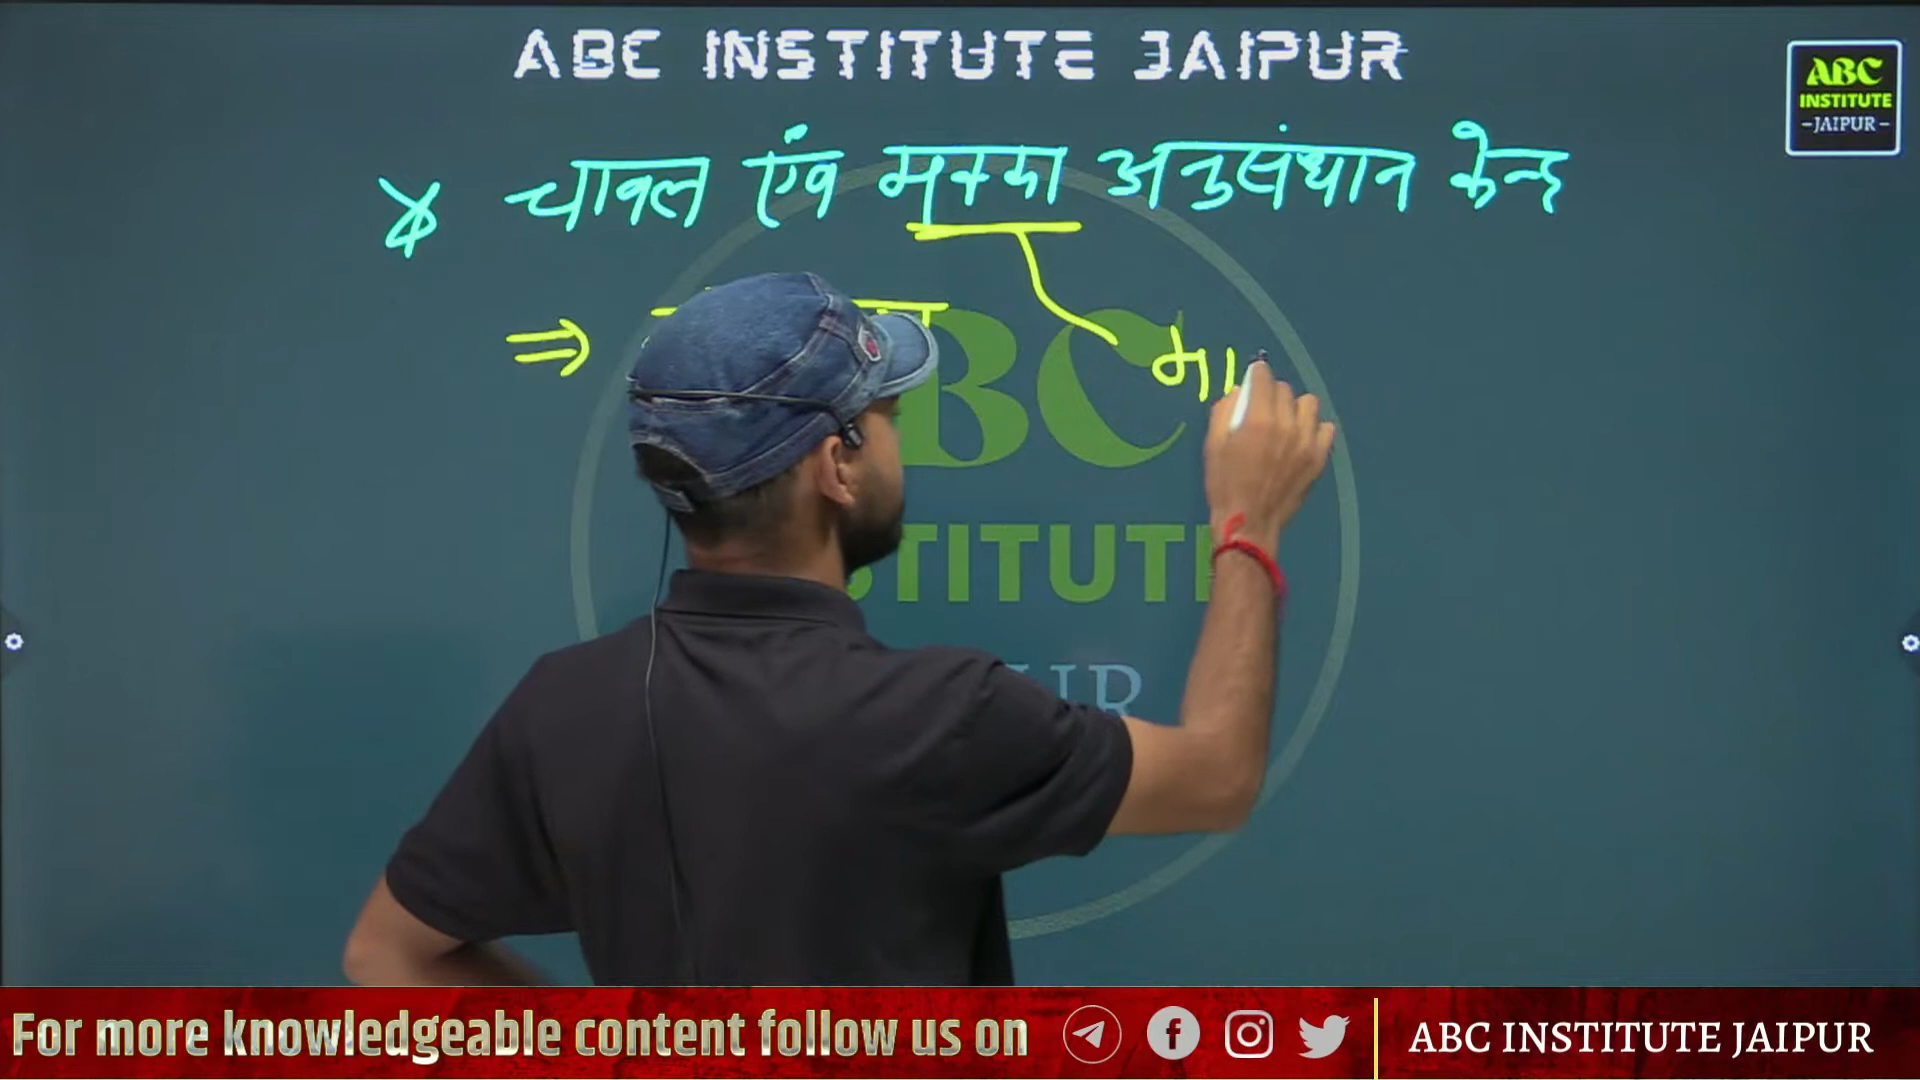 ABC INSTITUTE JAIPUR
ABC
INSTITUTE
-JAIPUR-
* चावल एंव मक्का अनुसंधान केन्द्र
⇒
For more knowledgeable content follow us on
ABC INSTITUTE JAIPUR